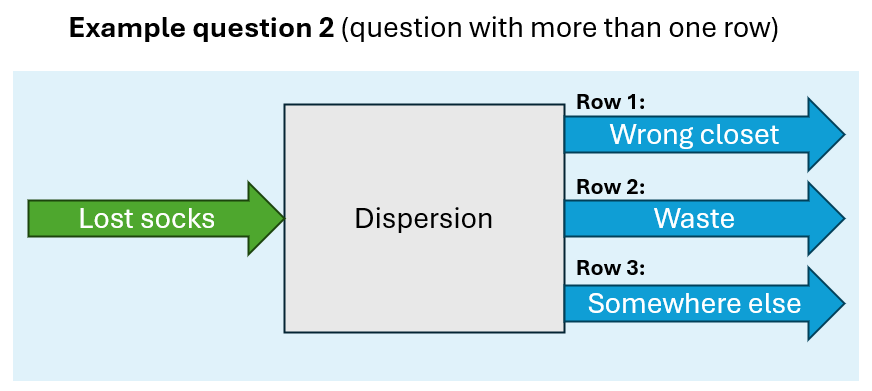 Example question 2 (question with more than one row)
Row 1:
Wrong closet
Lost socks
Dispersion
Row 2:
Waste
Row 3:
Somewhere else